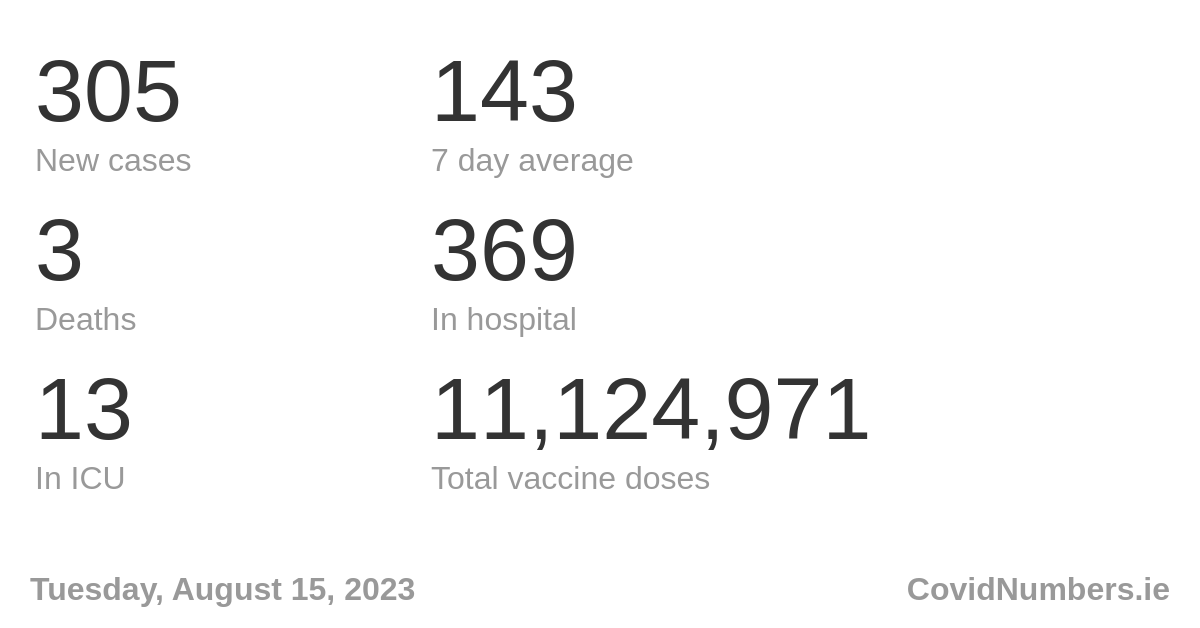 305 143
New cases 7 day average
3 369
Deaths In hospital
13 11,124,971
In ICU Total vaccine doses
Tuesday, August 15, 2023 CovidNumbers.ie